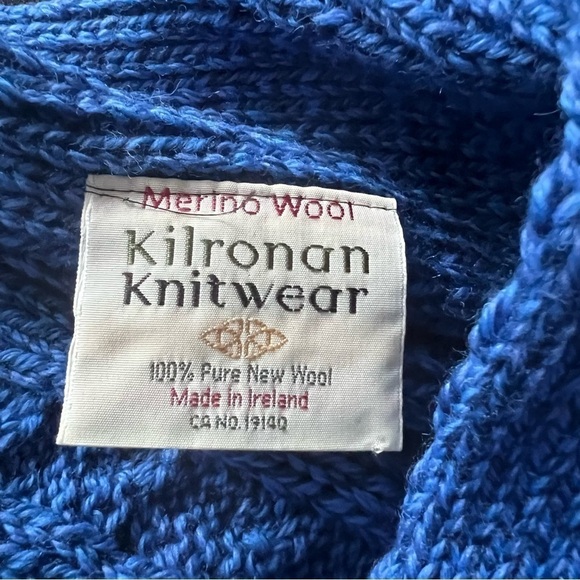 Merino Wool
Kilronan
Knitwear
100% Pure New Wool
Made in Ireland
CA NO. 19140